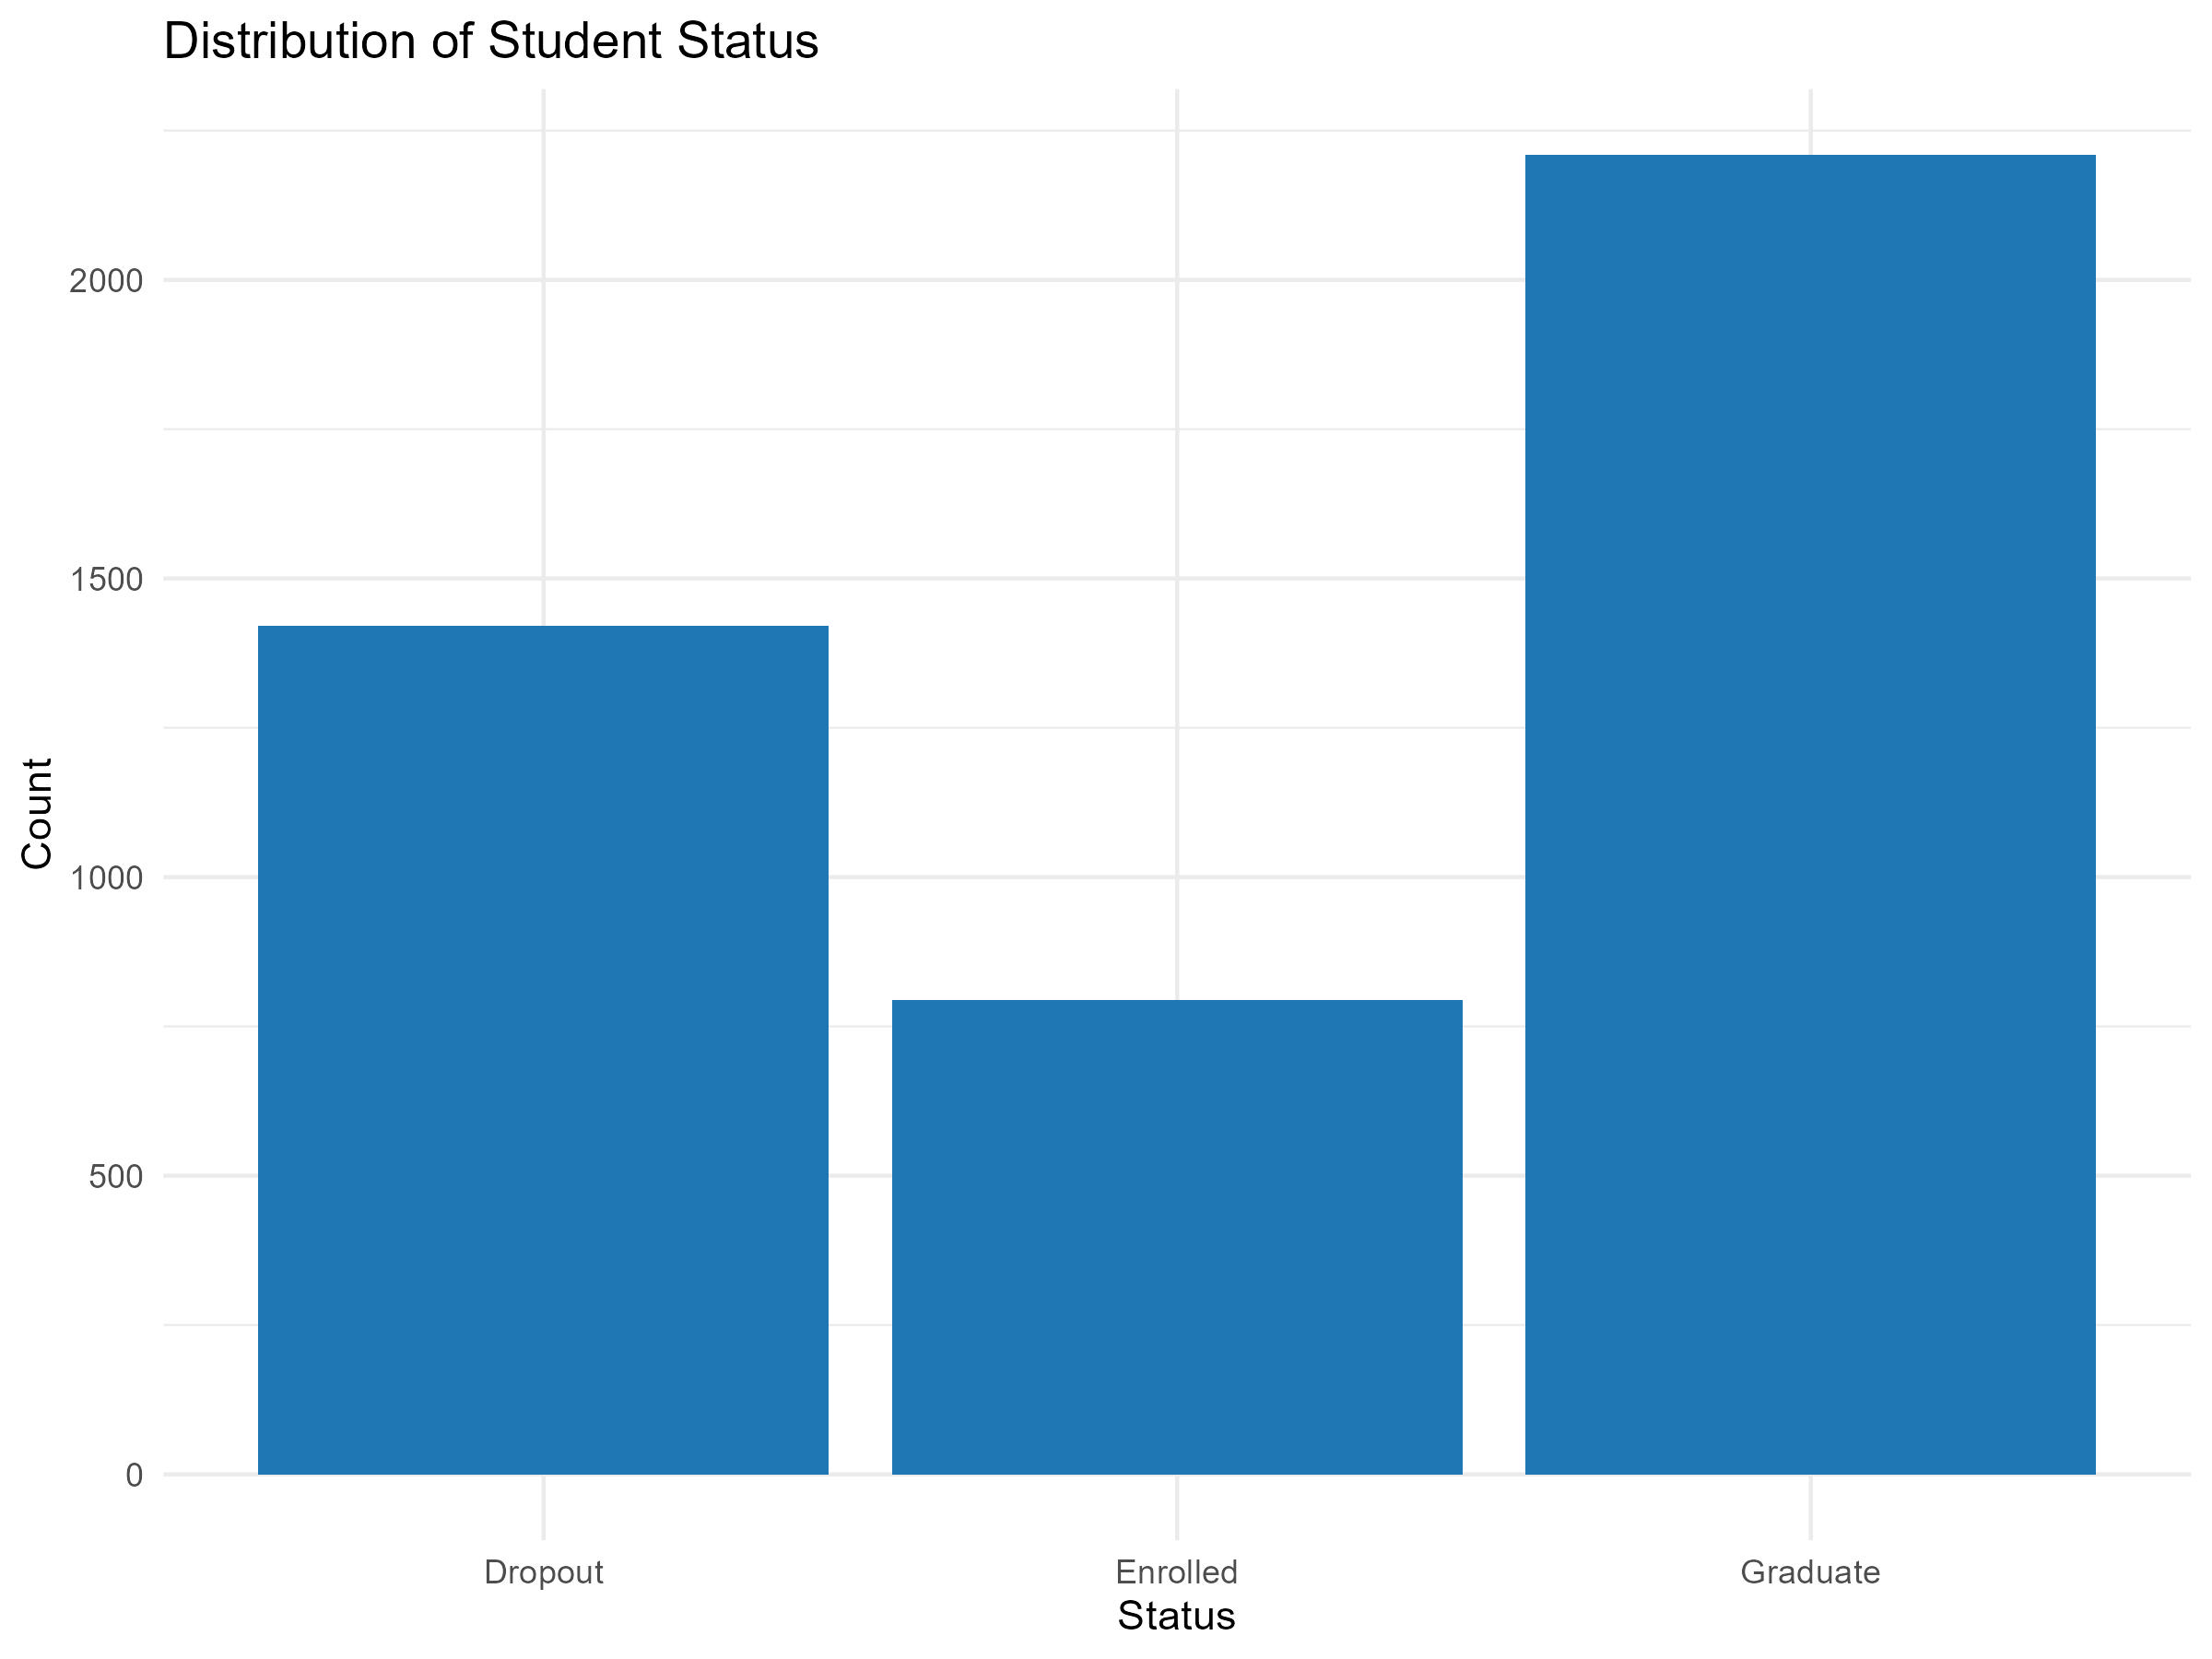 Distribution of Student Status
Count
2000
1500
1000
500
0
Dropout
Enrolled
Graduate
Status